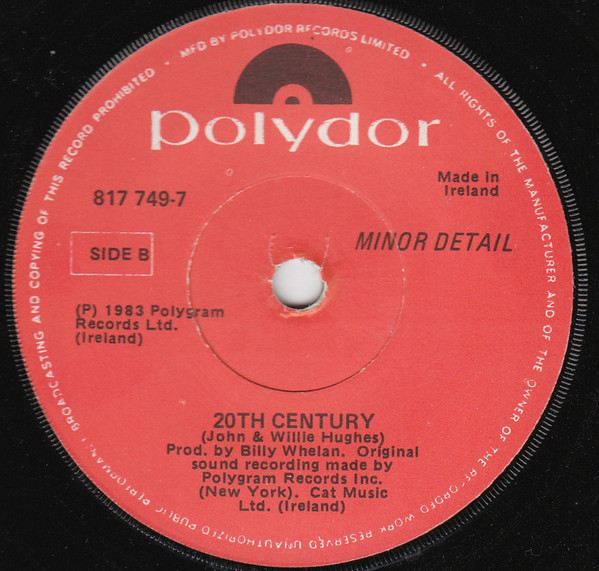 MFD BY POLYDOR RECORDS LIMITED • ALL RIGHTS OF THE MANUFACTURER AND OF THE OWNER OF THE RECORDED WORK RESERVED UNAUTHORIZED PUBLIC PERFORMANCE BROADCASTING AND COPYING OF THIS RECORD PROHIBITED •
polydor
Made in
Ireland
817 749-7
MINOR DETAIL
SIDE B
(P) 1983 Polygram
Records Ltd.
(Ireland)
20TH CENTURY
(John & Willie Hughes)
Prod. by Billy Whelan. Original
sound recording made by
Polygram Records Inc.
(New York). Cat Music
Ltd. (Ireland)